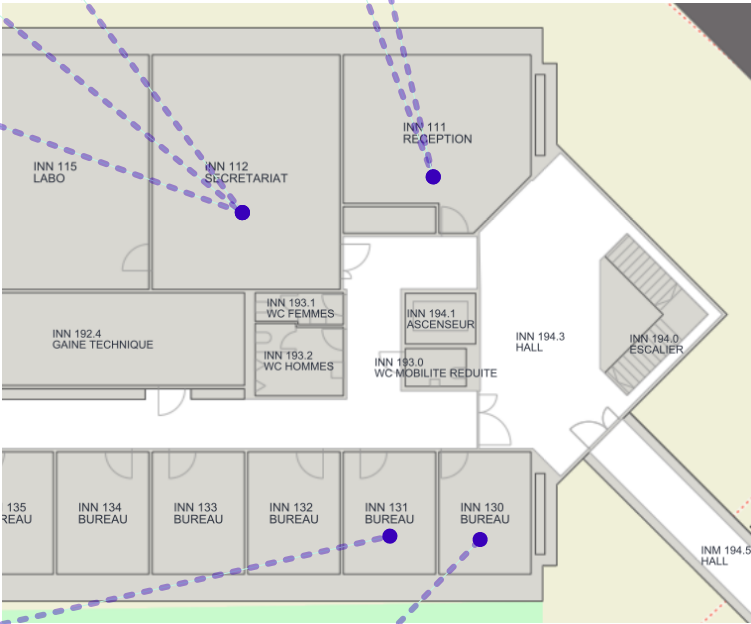 INN 111
RECEPTION
INN 115
LABO
INN 112
SECRETARIAT
INN 193.1
WC FEMMES
INN 194.1
ASCENSEUR
INN 192.4
GAINE TECHNIQUE
INN 194.3
HALL
INN 194.0
ESCALIER
INN 193.2
WC HOMMES
INN 193.0
WC MOBILITE REDUITE
135
REAU
INN 134
BUREAU
INN 133
BUREAU
INN 132
BUREAU
INN 131
BUREAU
INN 130
BUREAU
INM 194.5
HALL